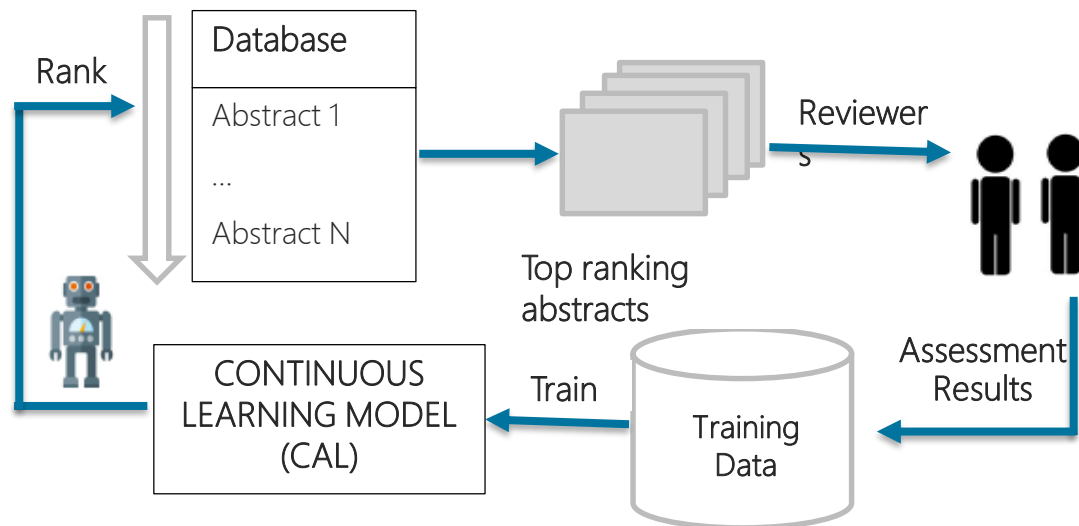 Database
Rank
Abstract 1
...
Abstract N
Reviewer
s
Top ranking
abstracts
Assessment
Results
CONTINUOUS
LEARNING MODEL
(CAL)
Train
Training
Data